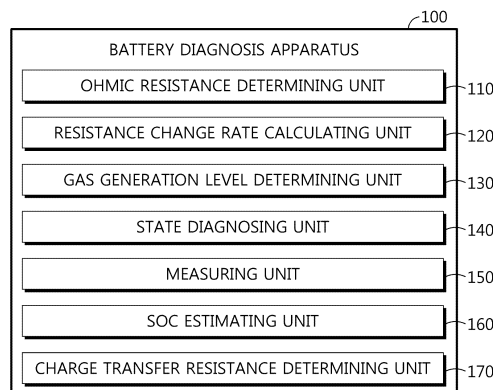 100
BATTERY DIAGNOSIS APPARATUS
OHMIC RESISTANCE DETERMINING UNIT 110
RESISTANCE CHANGE RATE CALCULATING UNIT 120
GAS GENERATION LEVEL DETERMINING UNIT 130
STATE DIAGNOSING UNIT 140
MEASURING UNIT 150
SOC ESTIMATING UNIT 160
CHARGE TRANSFER RESISTANCE DETERMINING UNIT 170